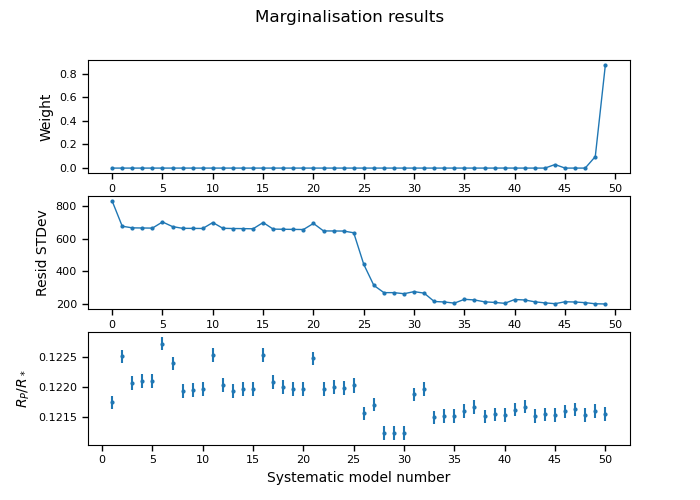 Marginalisation results
Weight
0.8
0.6
0.4
0.2
0.0
0 5 10 15 20 25 30 35 40 45 50
Resid STDev
800
600
400
200
0 5 10 15 20 25 30 35 40 45 50
R_P/R_*
0.1225
0.1220
0.1215
0 5 10 15 20 25 30 35 40 45 50
Systematic model number